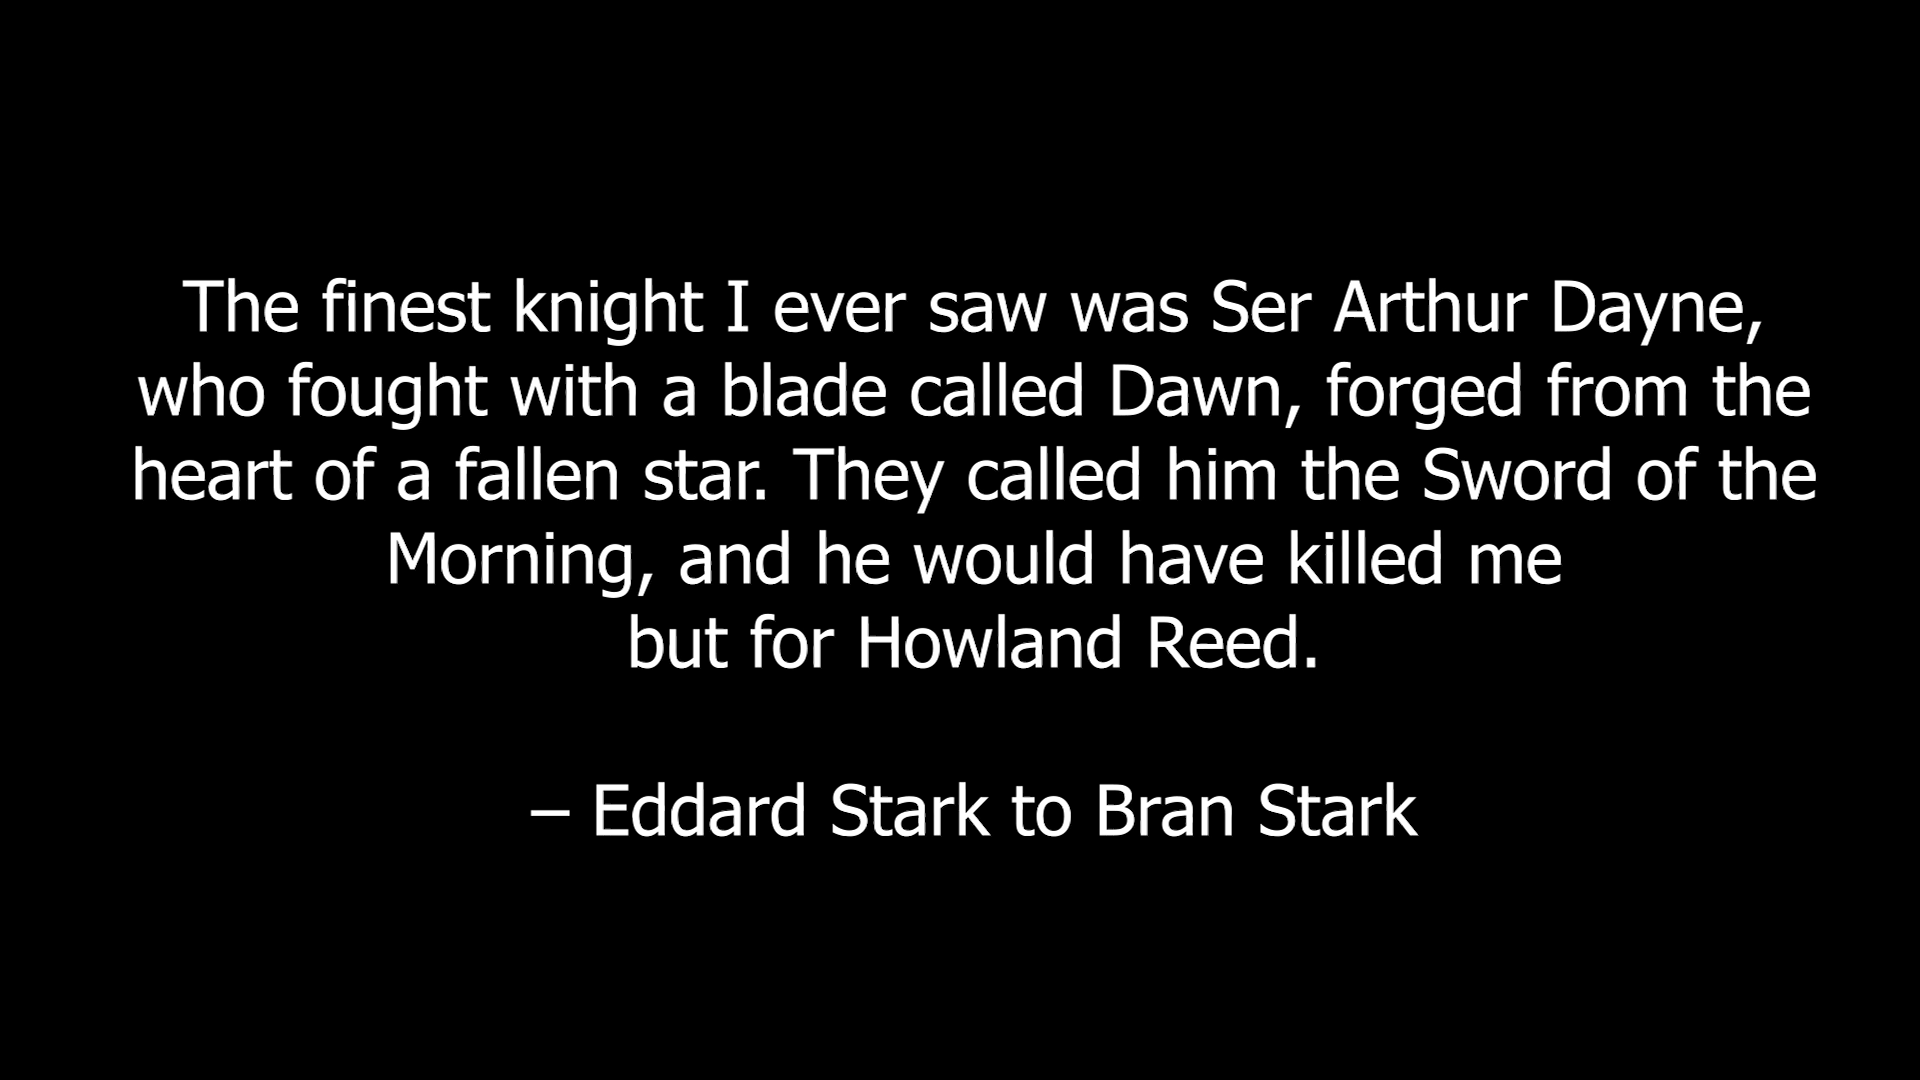 The finest knight I ever saw was Ser Arthur Dayne,
who fought with a blade called Dawn, forged from the
heart of a fallen star. They called him the Sword of the
Morning, and he would have killed me
but for Howland Reed.
– Eddard Stark to Bran Stark